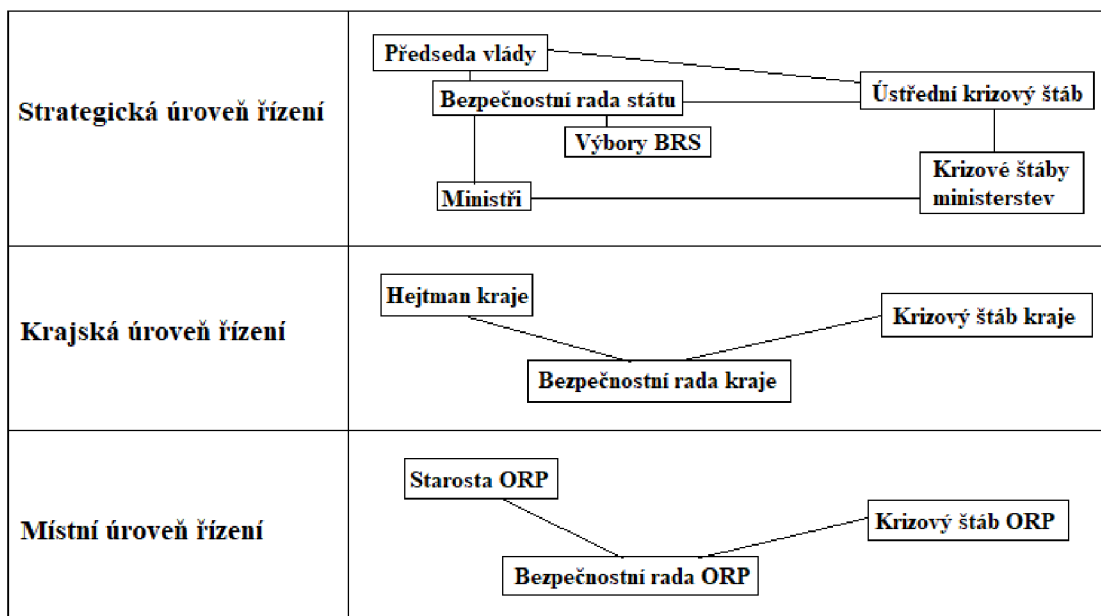 Strategická úroveň řízení
Předseda vlády
Bezpečnostní rada státu
Ústřední krizový štáb
Výbory BRS
Ministři
Krizové štáby
ministerstev
Krajská úroveň řízení
Hejtman kraje
Krizový štáb kraje
Bezpečnostní rada kraje
Místní úroveň řízení
Starosta ORP
Krizový štáb ORP
Bezpečnostní rada ORP